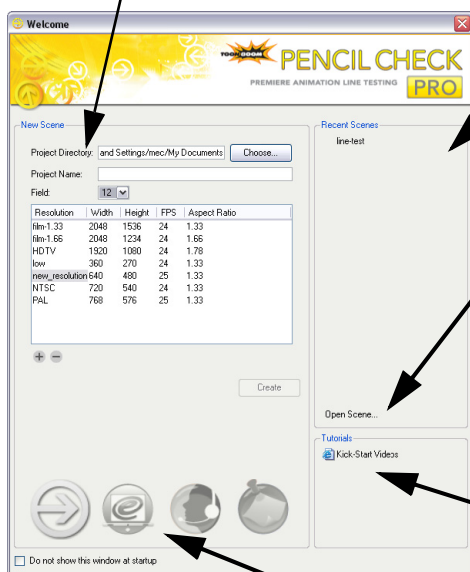 Welcome
TOON BOOM
PENCIL CHECK
PREMIERE ANIMATION LINE TESTING
PRO
New Scene
Project Directory: and Settings/mec/My Documents Choose...
Project Name:
Field: 12
Resolution Width Height FPS Aspect Ratio
film-1.33 2048 1536 24 1.33
film-1.66 2048 1234 24 1.66
HDTV 1920 1080 24 1.78
low 360 270 24 1.33
new_resolution 640 480 25 1.33
NTSC 720 540 24 1.33
PAL 768 576 25 1.33
Create
Recent Scenes
line-test
Open Scene...
Tutorials
Kick-Start Videos
Do not show this window at startup